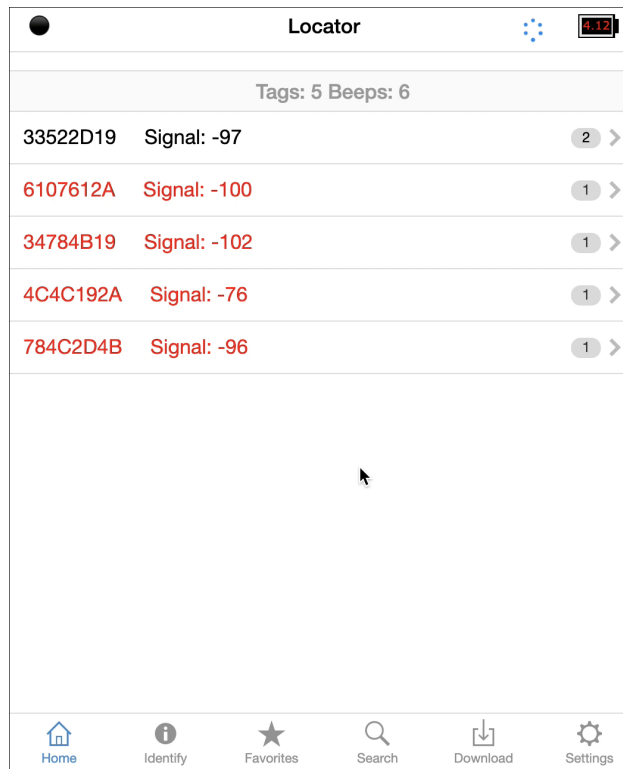 Locator 4.12
Tags: 5 Beeps: 6
33522D19 Signal: -97 2
6107612A Signal: -100 1
34784B19 Signal: -102 1
4C4C192A Signal: -76 1
784C2D4B Signal: -96 1
Home Identify Favorites Search Download Settings